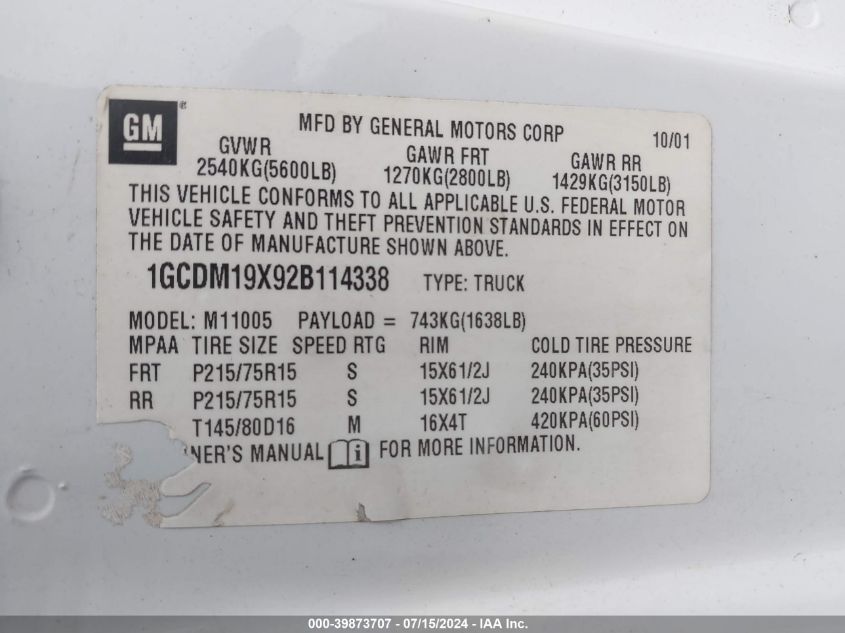 GM ®
MFD BY GENERAL MOTORS CORP 10/01
GVWR GAWR FRT GAWR RR
2540KG(5600LB) 1270KG(2800LB) 1429KG(3150LB)
THIS VEHICLE CONFORMS TO ALL APPLICABLE U.S. FEDERAL MOTOR
VEHICLE SAFETY AND THEFT PREVENTION STANDARDS IN EFFECT ON
THE DATE OF MANUFACTURE SHOWN ABOVE.
1GCDM19X92B114338 TYPE: TRUCK
MODEL: M11005 PAYLOAD = 743KG(1638LB)
MPAA TIRE SIZE SPEED RTG RIM COLD TIRE PRESSURE
FRT P215/75R15 S 15X61/2J 240KPA(35PSI)
RR P215/75R15 S 15X61/2J 240KPA(35PSI)
T145/80D16 M 16X4T 420KPA(60PSI)
NER'S MANUAL i FOR MORE INFORMATION.
000-39873707 - 07/15/2024 - IAA Inc.